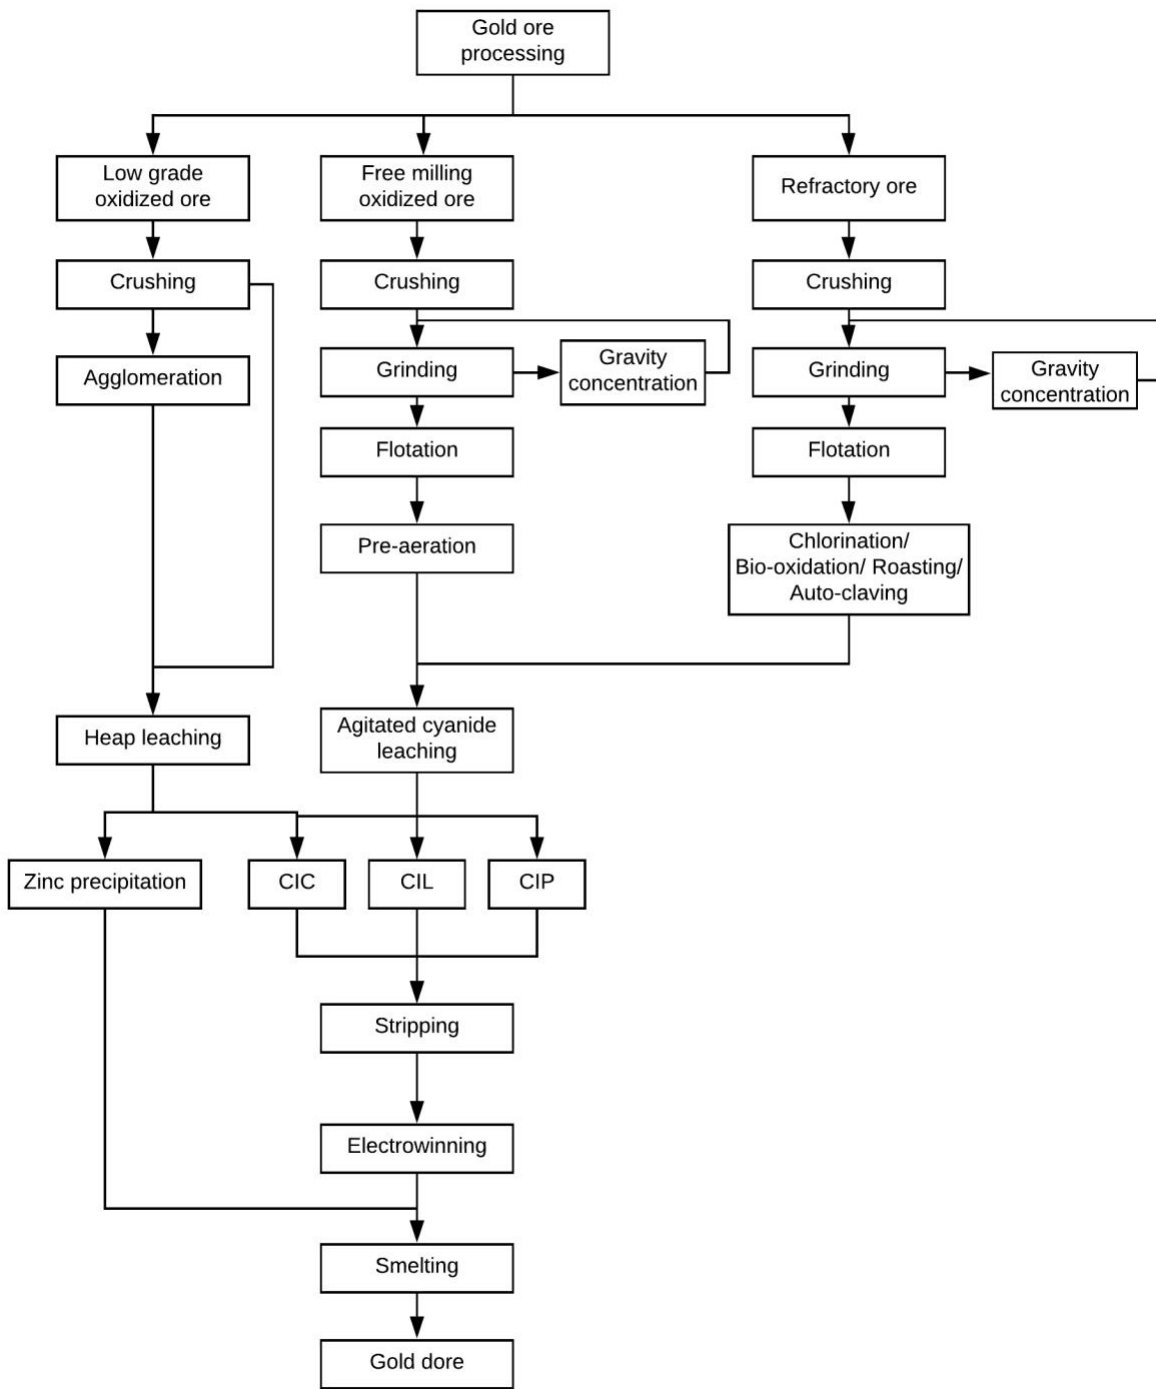 Gold ore
processing
Low grade
oxidized ore
Free milling
oxidized ore
Refractory ore
Crushing
Crushing
Crushing
Agglomeration
Grinding
Gravity
concentration
Grinding
Gravity
concentration
Flotation
Flotation
Pre-aeration
Chlorination/
Bio-oxidation/ Roasting/
Auto-claving
Heap leaching
Agitated cyanide
leaching
Zinc precipitation
CIC
CIL
CIP
Stripping
Electrowinning
Smelting
Gold dore